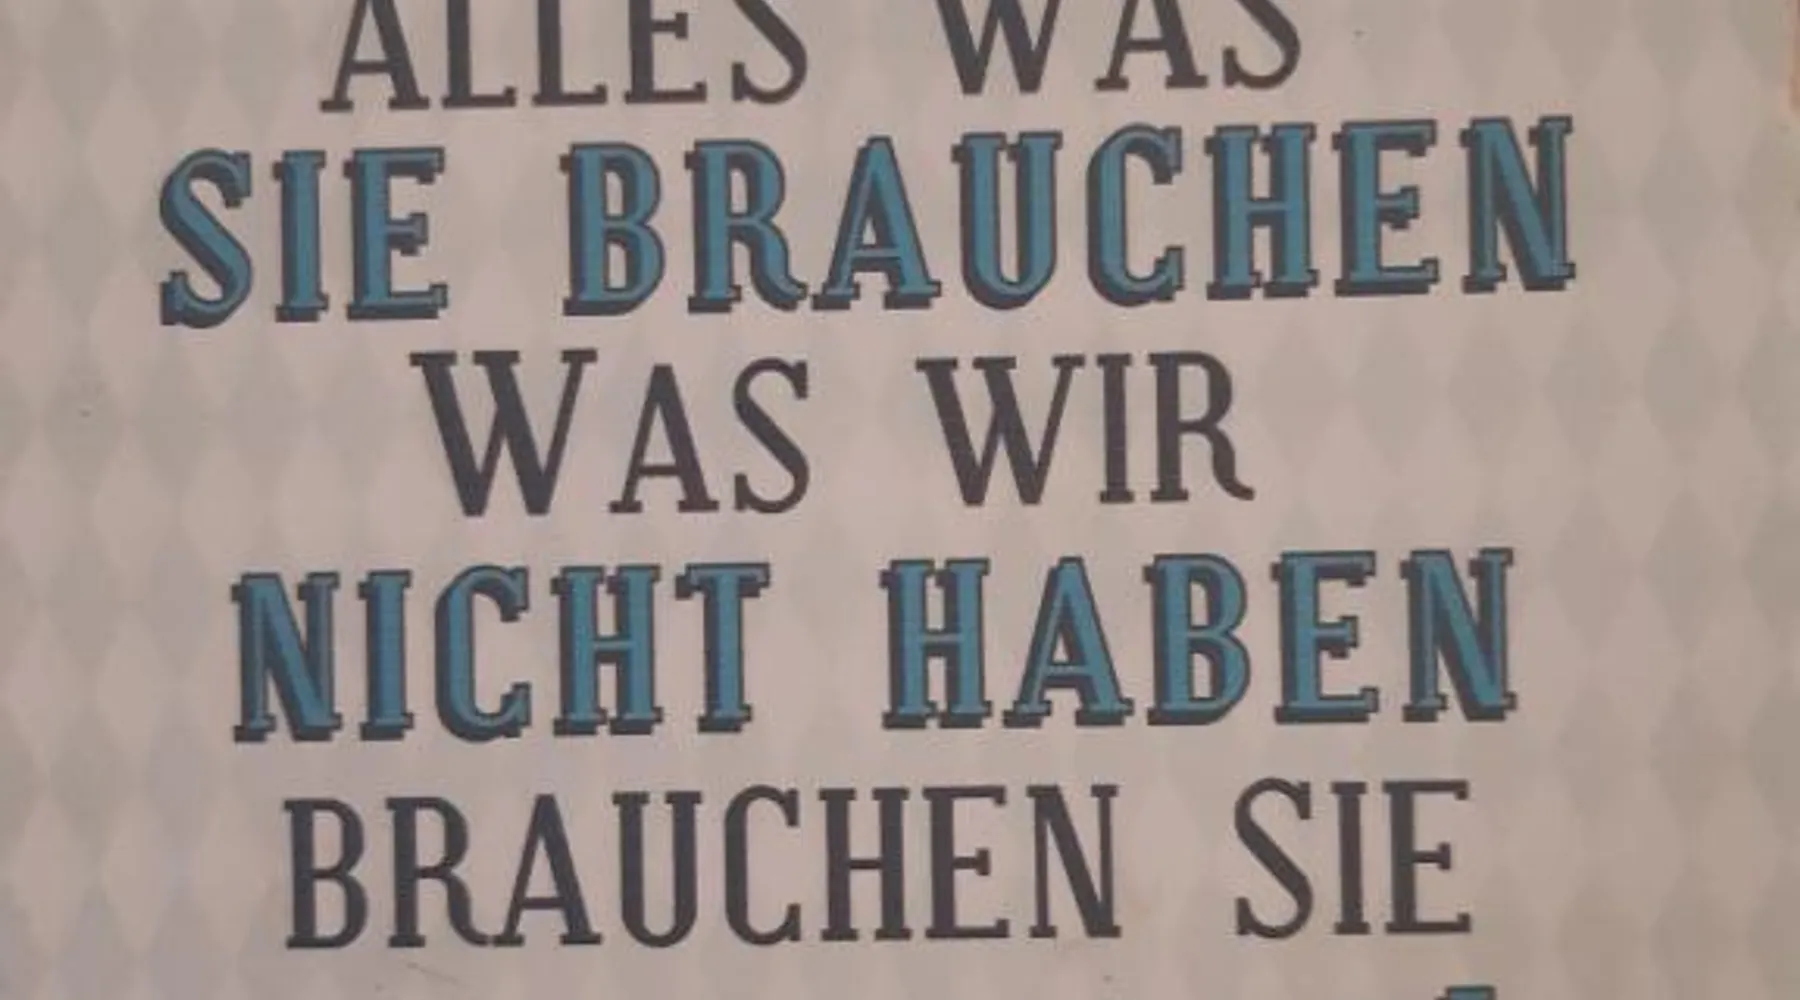 ALLES WAS
SIE BRAUCHEN
WAS WIR
NICHT HABEN
BRAUCHEN SIE